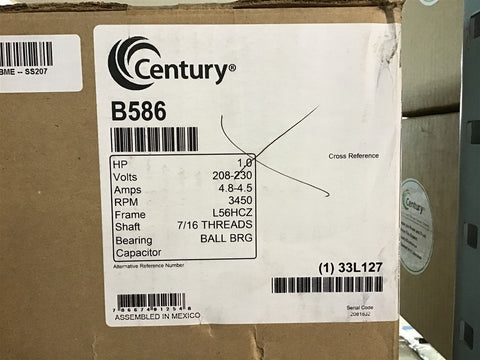 BME -- SS207
Century®
B586
HP 1.0
Volts 208-230
Amps 4.8-4.5
RPM 3450
Frame L56HCZ
Shaft 7/16 THREADS
Bearing BALL BRG
Capacitor
Cross Reference
Alternative Reference Number
(1) 33L127
Serial Code
ASSEMBLED IN MEXICO